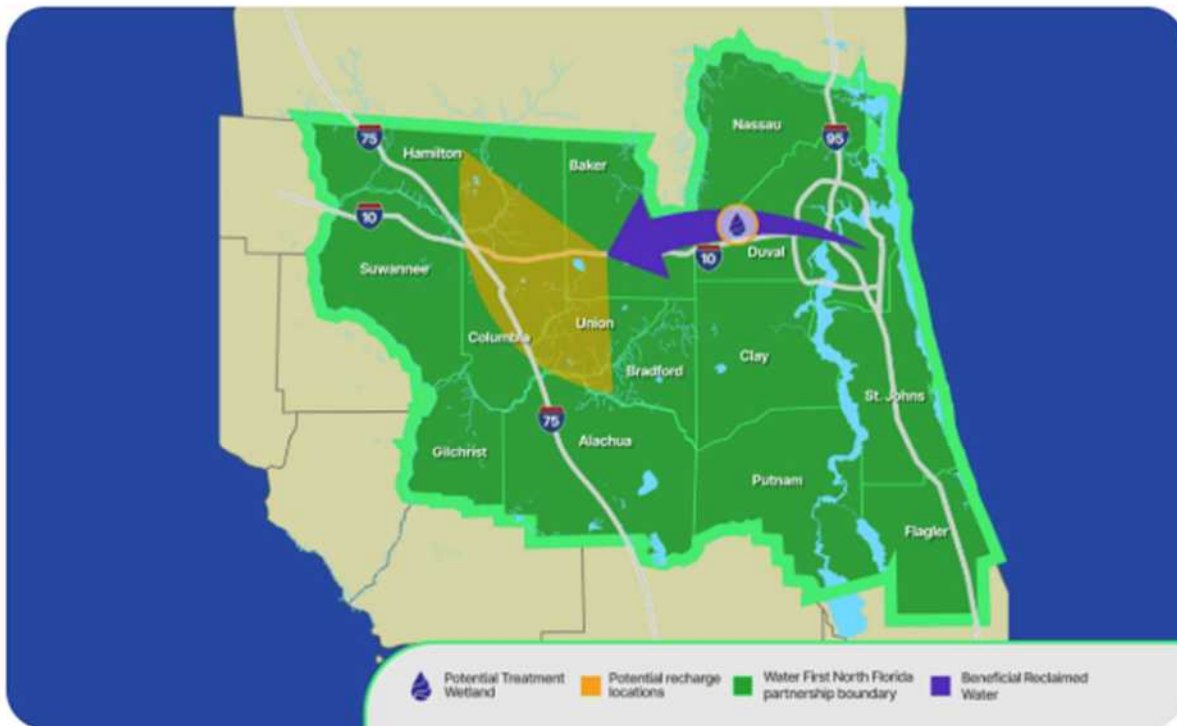 Nassau
95
75
Hamilton
Baker
10
10
Duval
Suwannee
Union
Columbia
Clay
Bradford
St. Johns
75
Alachua
Gilchrist
Putnam
Flagler
Potential Treatment
Wetland
Potential recharge
locations
Water First North Florida
partnership boundary
Beneficial Reclaimed
Water